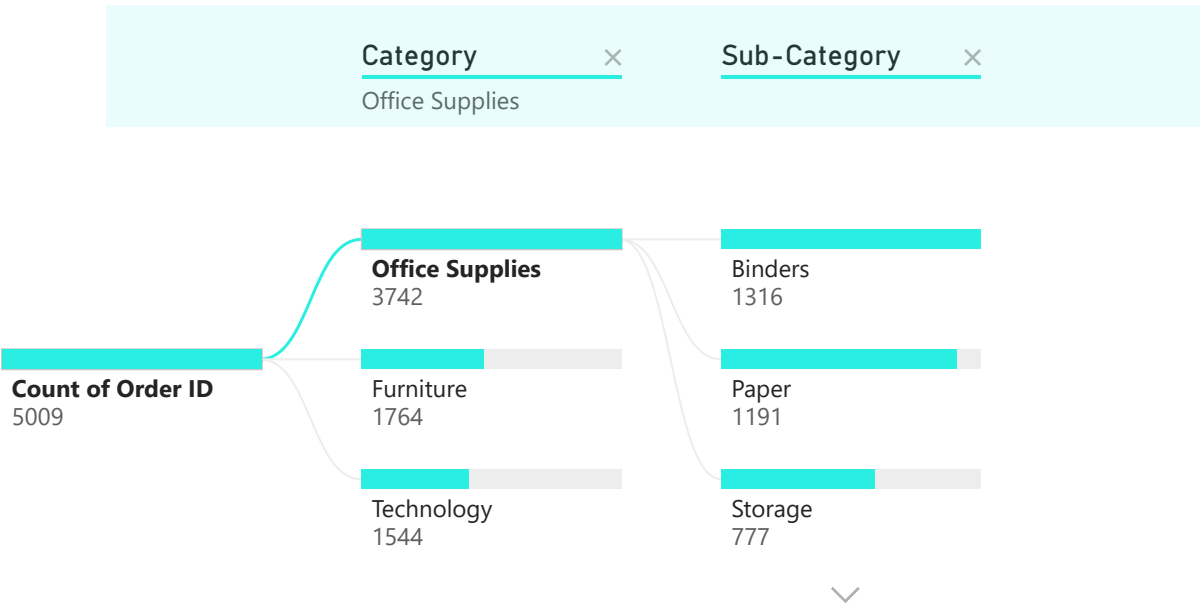 Category
Sub-Category
Office Supplies
Office Supplies
3742
Binders
1316
Count of Order ID
5009
Furniture
1764
Paper
1191
Technology
1544
Storage
777